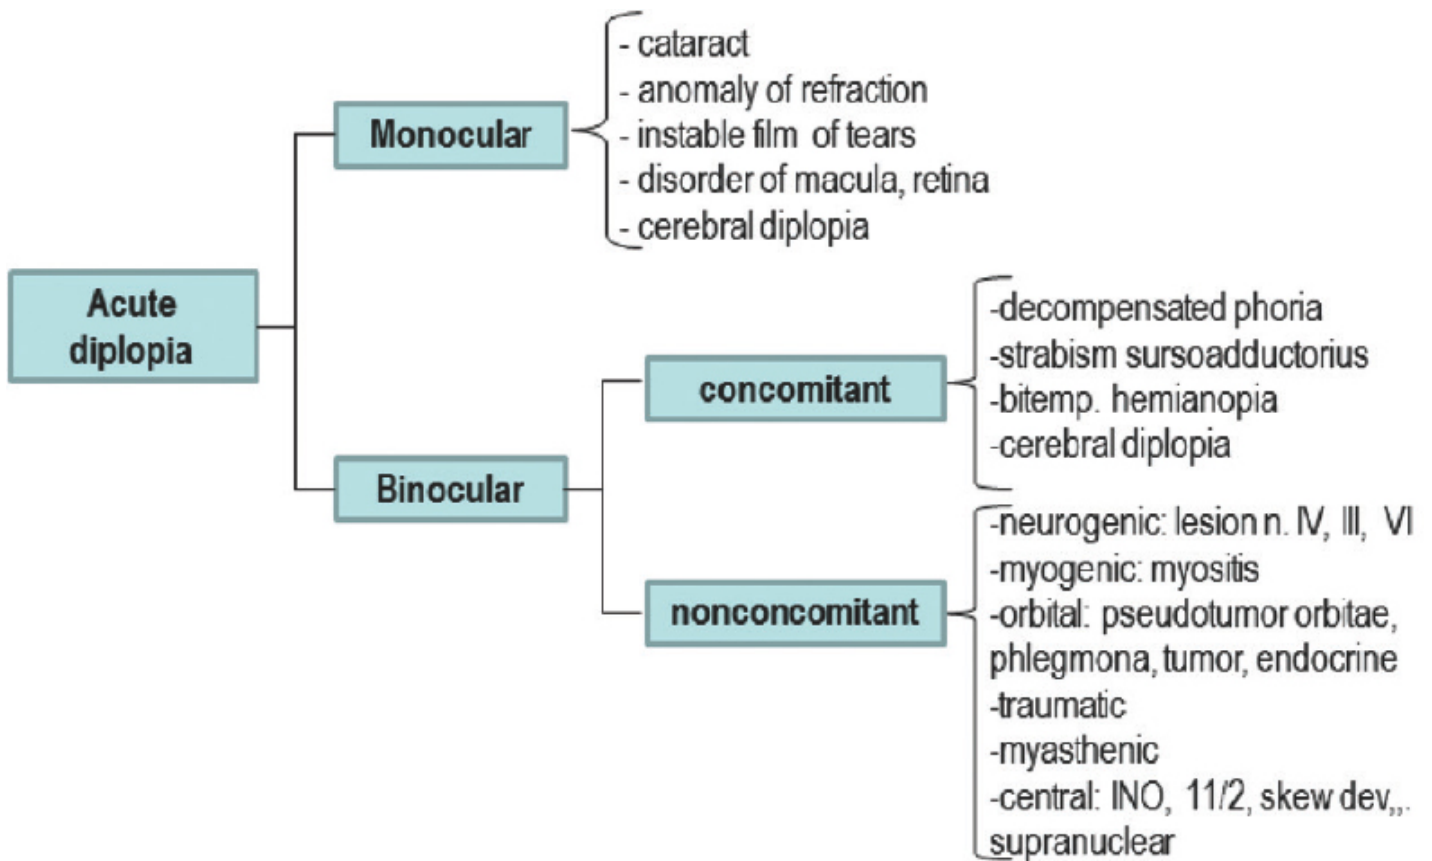 - cataract
- anomaly of refraction
Monocular
- instable film of tears
- disorder of macula, retina
- cerebral diplopia
Acute
diplopia
-decompensated phoria
-strabism sursoadductorius
concomitant
-bitemp. hemianopia
-cerebral diplopia
Binocular
-neurogenic: lesion n. IV, III, VI
-myogenic: myositis
nonconcomitant
-orbital: pseudotumor orbitae,
phlegmona, tumor, endocrine
-traumatic
-myasthenic
-central: INO, 11/2, skew dev,,.
supranuclear